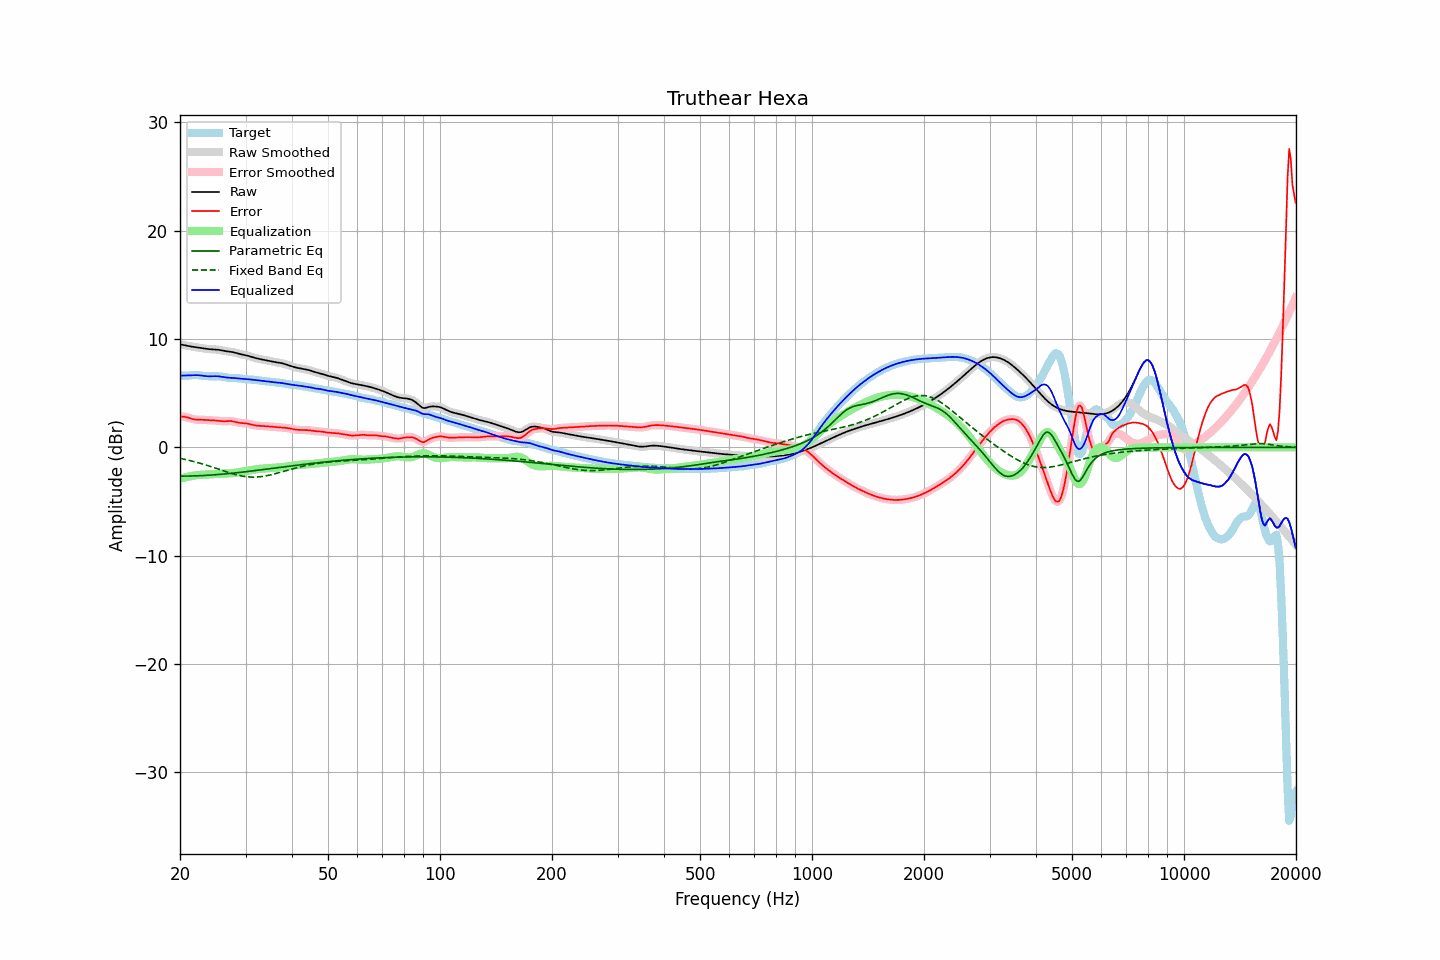 Truthear Hexa
Amplitude (dBr)
30
20
10
0
−10
−20
−30
Target
Raw Smoothed
Error Smoothed
Raw
Error
Equalization
Parametric Eq
Fixed Band Eq
Equalized
20
50
100
200
500
1000
2000
5000
10000
20000
Frequency (Hz)